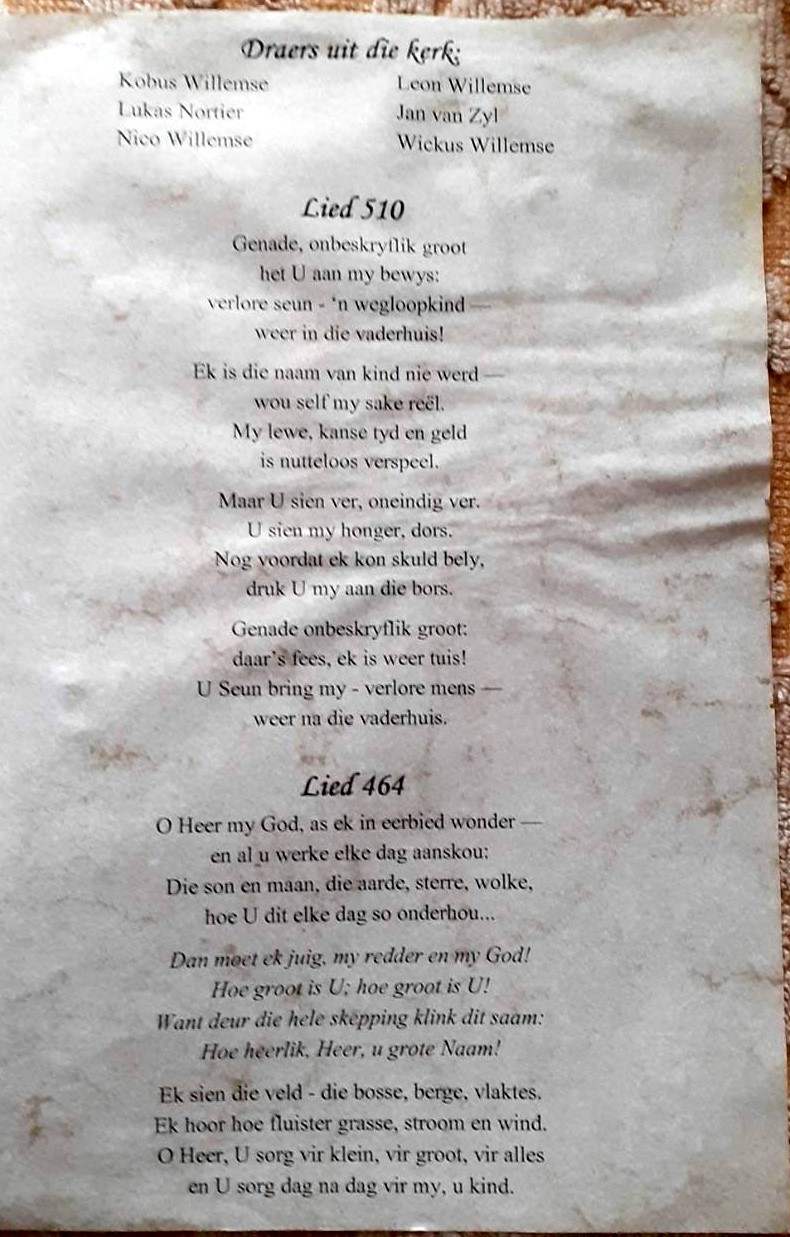 Draers uit die kerk:
Kobus Willemse Leon Willemse
Lukas Nortier Jan van Zyl
Nico Willemse Wickus Willemse
Lied 510
Genade, onbeskryflik groot
het U aan my bewys:
verlore seun - 'n wegloopkind —
weer in die vaderhuis!
Ek is die naam van kind nie werd —
wou self my sake reël.
My lewe, kanse tyd en geld
is nutteloos verspeel.
Maar U sien ver, oneindig ver.
U sien my honger, dors.
Nog voordat ek kon skuld bely,
druk U my aan die bors.
Genade onbeskryflik groot:
daar's fees, ek is weer tuis!
U Seun bring my - verlore mens —
weer na die vaderhuis.
Lied 464
O Heer my God, as ek in eerbied wonder —
en al u werke elke dag aanskou:
Die son en maan, die aarde, sterre, wolke,
hoe U dit elke dag so onderhou...
Dan moet ek juig, my redder en my God!
Hoe groot is U; hoe groot is U!
Want deur die hele skepping klink dit saam:
Hoe heerlik, Heer, u grote Naam!
Ek sien die veld - die bosse, berge, vlaktes.
Ek hoor hoe fluister grasse, stroom en wind.
O Heer, U sorg vir klein, vir groot, vir alles
en U sorg dag na dag vir my, u kind.